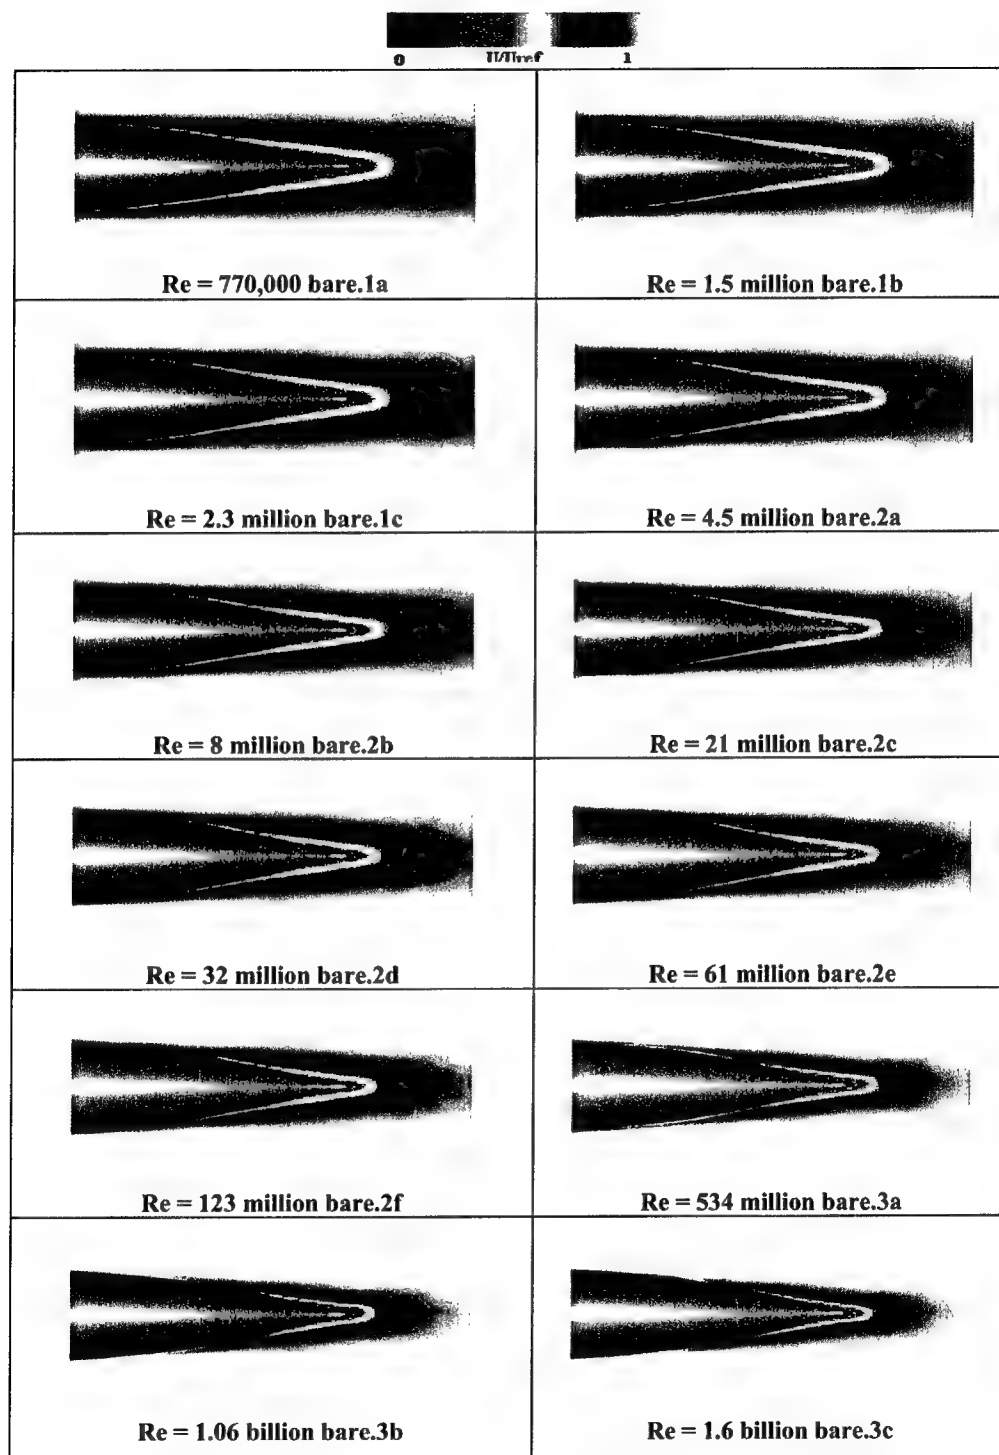 0 U/Uref 1
Re = 770,000 bare.1a
Re = 1.5 million bare.1b
Re = 2.3 million bare.1c
Re = 4.5 million bare.2a
Re = 8 million bare.2b
Re = 21 million bare.2c
Re = 32 million bare.2d
Re = 61 million bare.2e
Re = 123 million bare.2f
Re = 534 million bare.3a
Re = 1.06 billion bare.3b
Re = 1.6 billion bare.3c